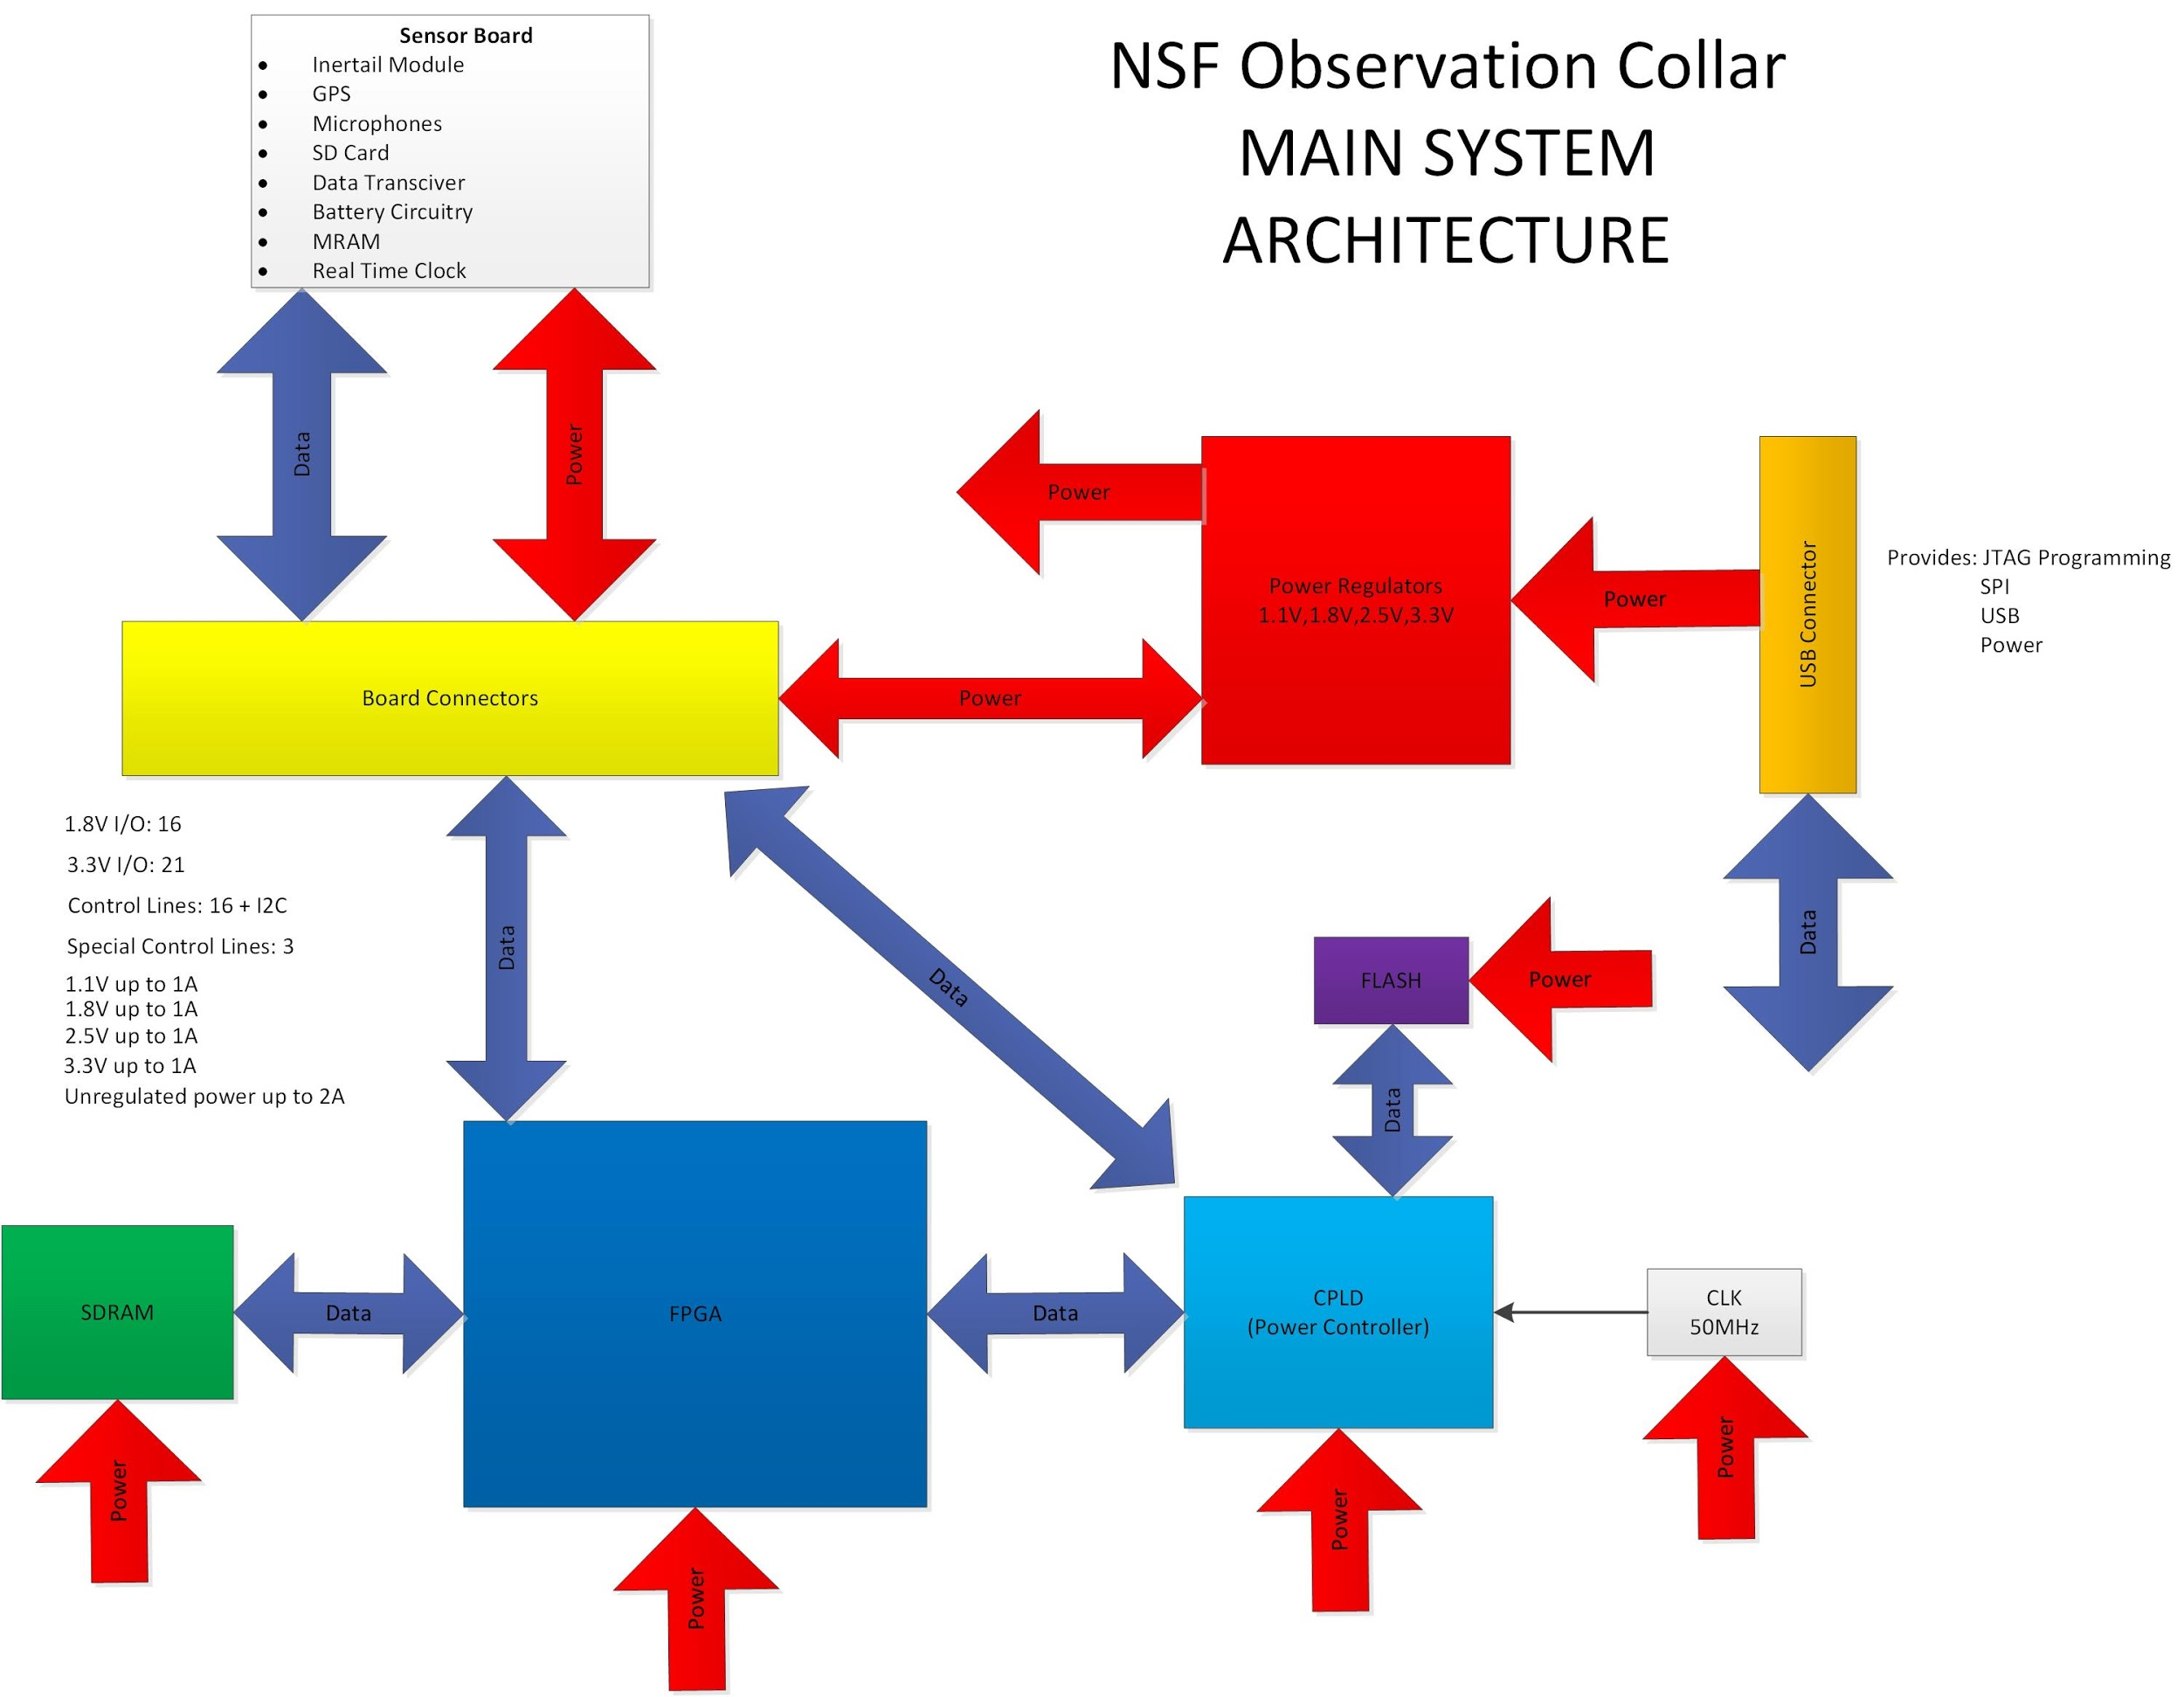 Sensor Board
• Inertail Module
• GPS
• Microphones
• SD Card
• Data Transciver
• Battery Circuitry
• MRAM
• Real Time Clock
NSF Observation Collar
MAIN SYSTEM
ARCHITECTURE
Data
Power
Power
Power Regulators
1.1V,1.8V,2.5V,3.3V
Power
USB Connector
Provides: JTAG Programming
SPI
USB
Power
Board Connectors
Power
1.8V I/O: 16
3.3V I/O: 21
Control Lines: 16 + I2C
Special Control Lines: 3
1.1V up to 1A
1.8V up to 1A
2.5V up to 1A
3.3V up to 1A
Unregulated power up to 2A
Data
Data
FLASH
Power
Data
Data
SDRAM
Data
FPGA
Data
CPLD
(Power Controller)
CLK
50MHz
Power
Power
Power
Power